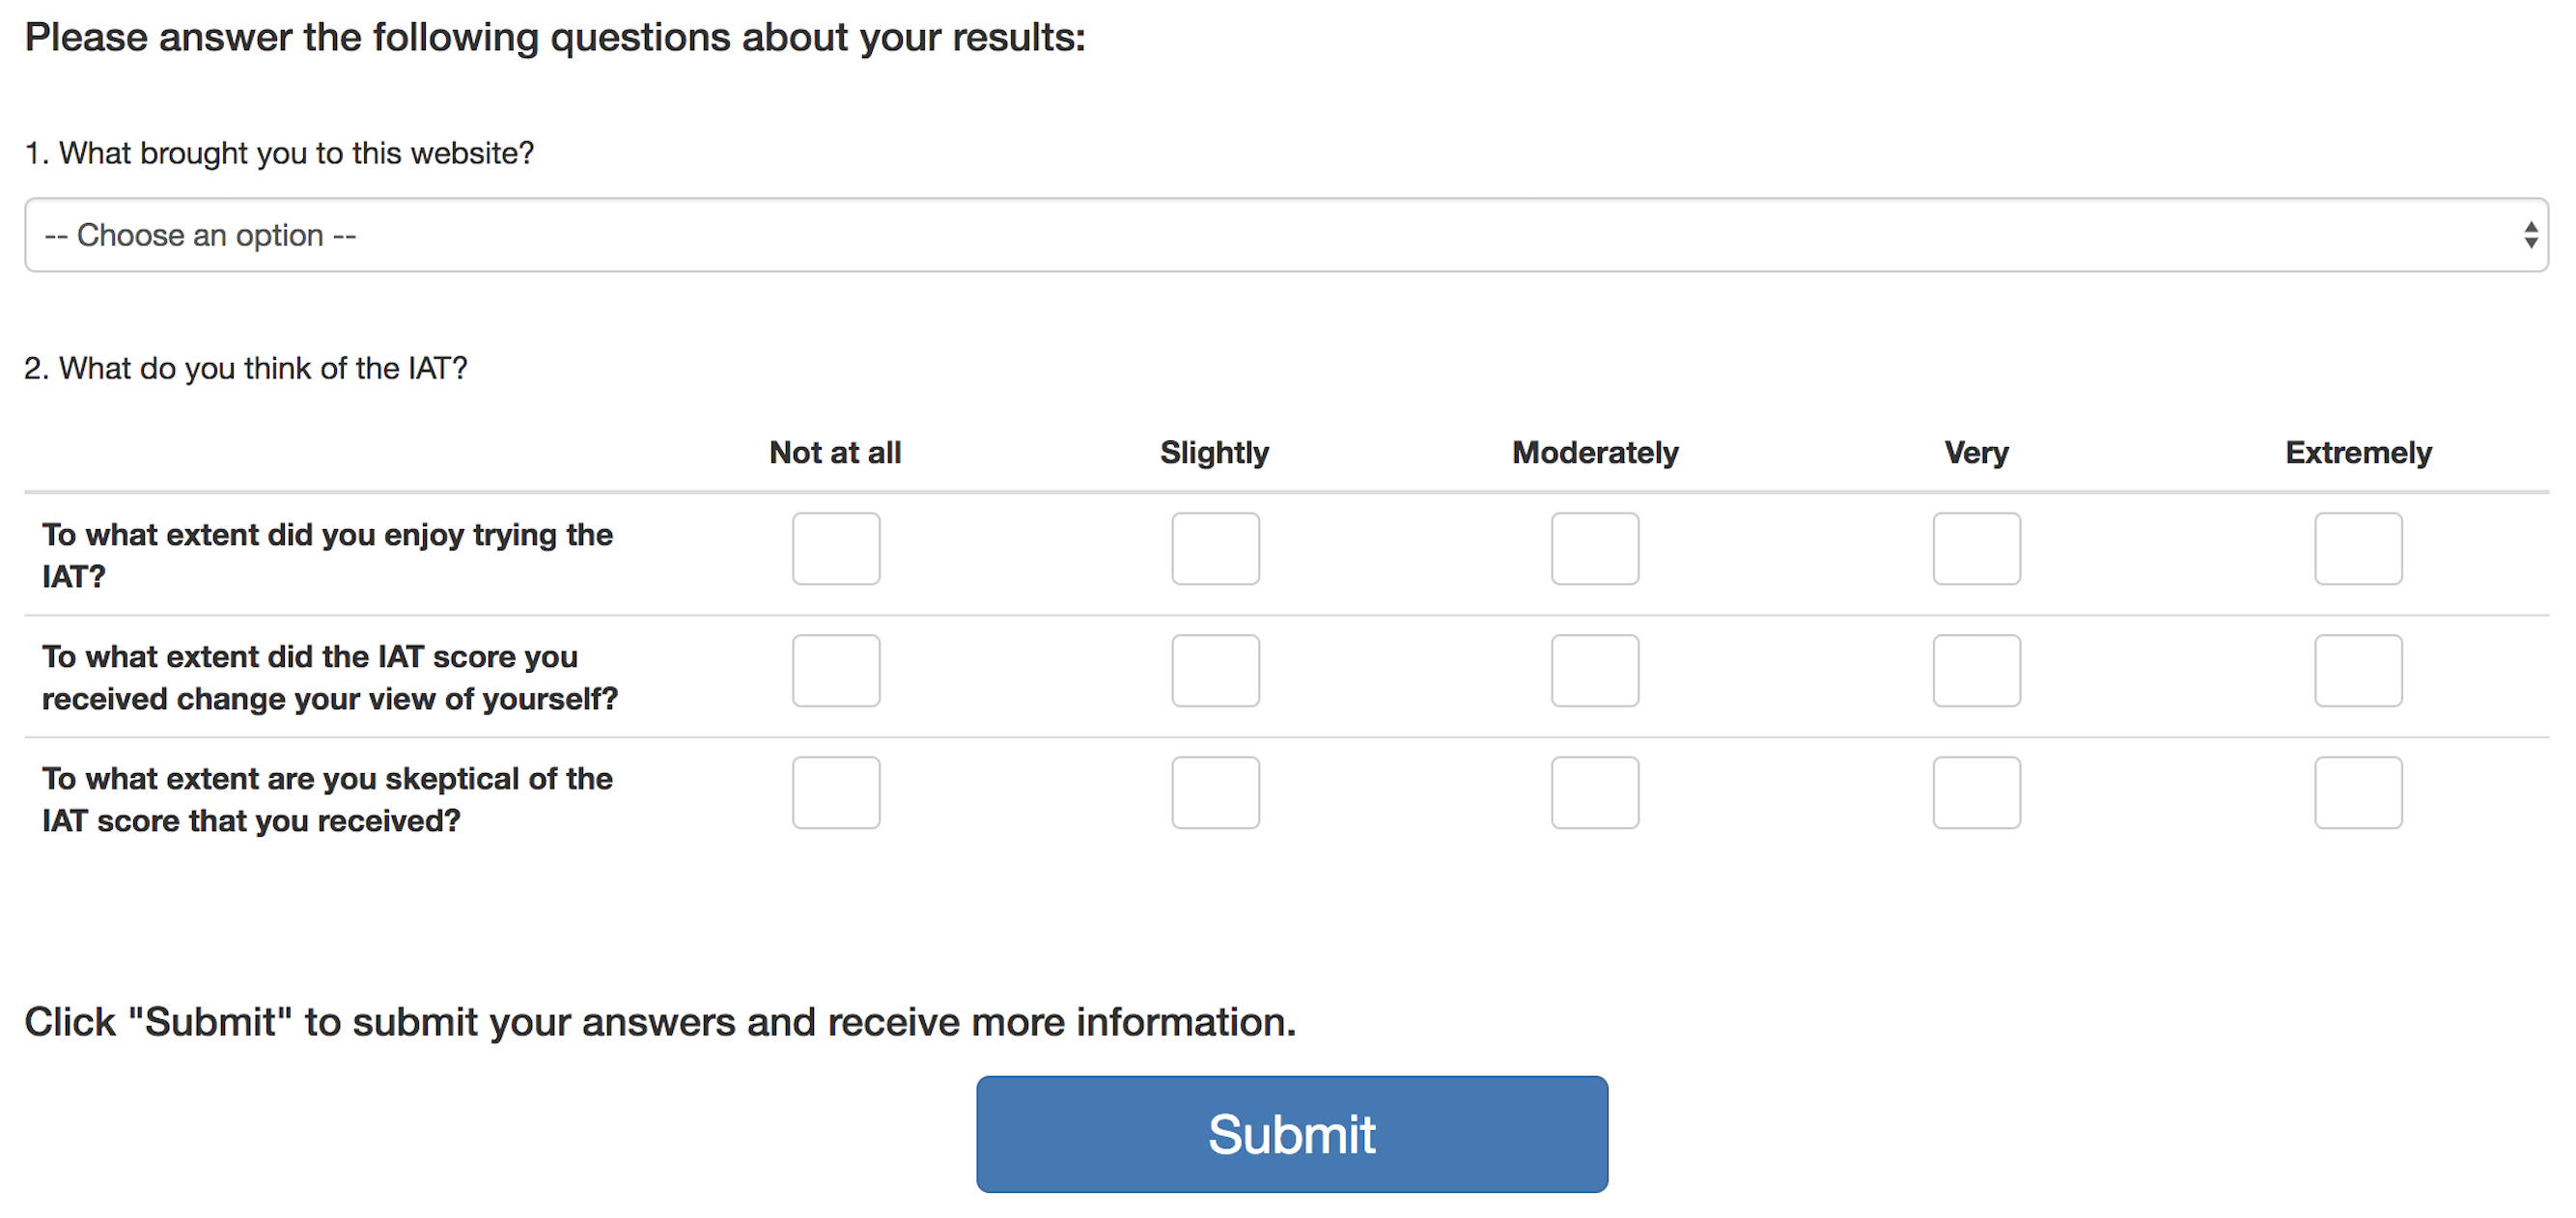 Please answer the following questions about your results:
1. What brought you to this website?
-- Choose an option --
2. What do you think of the IAT?
Not at all Slightly Moderately Very Extremely
To what extent did you enjoy trying the
IAT?
To what extent did the IAT score you
received change your view of yourself?
To what extent are you skeptical of the
IAT score that you received?
Click "Submit" to submit your answers and receive more information.
Submit